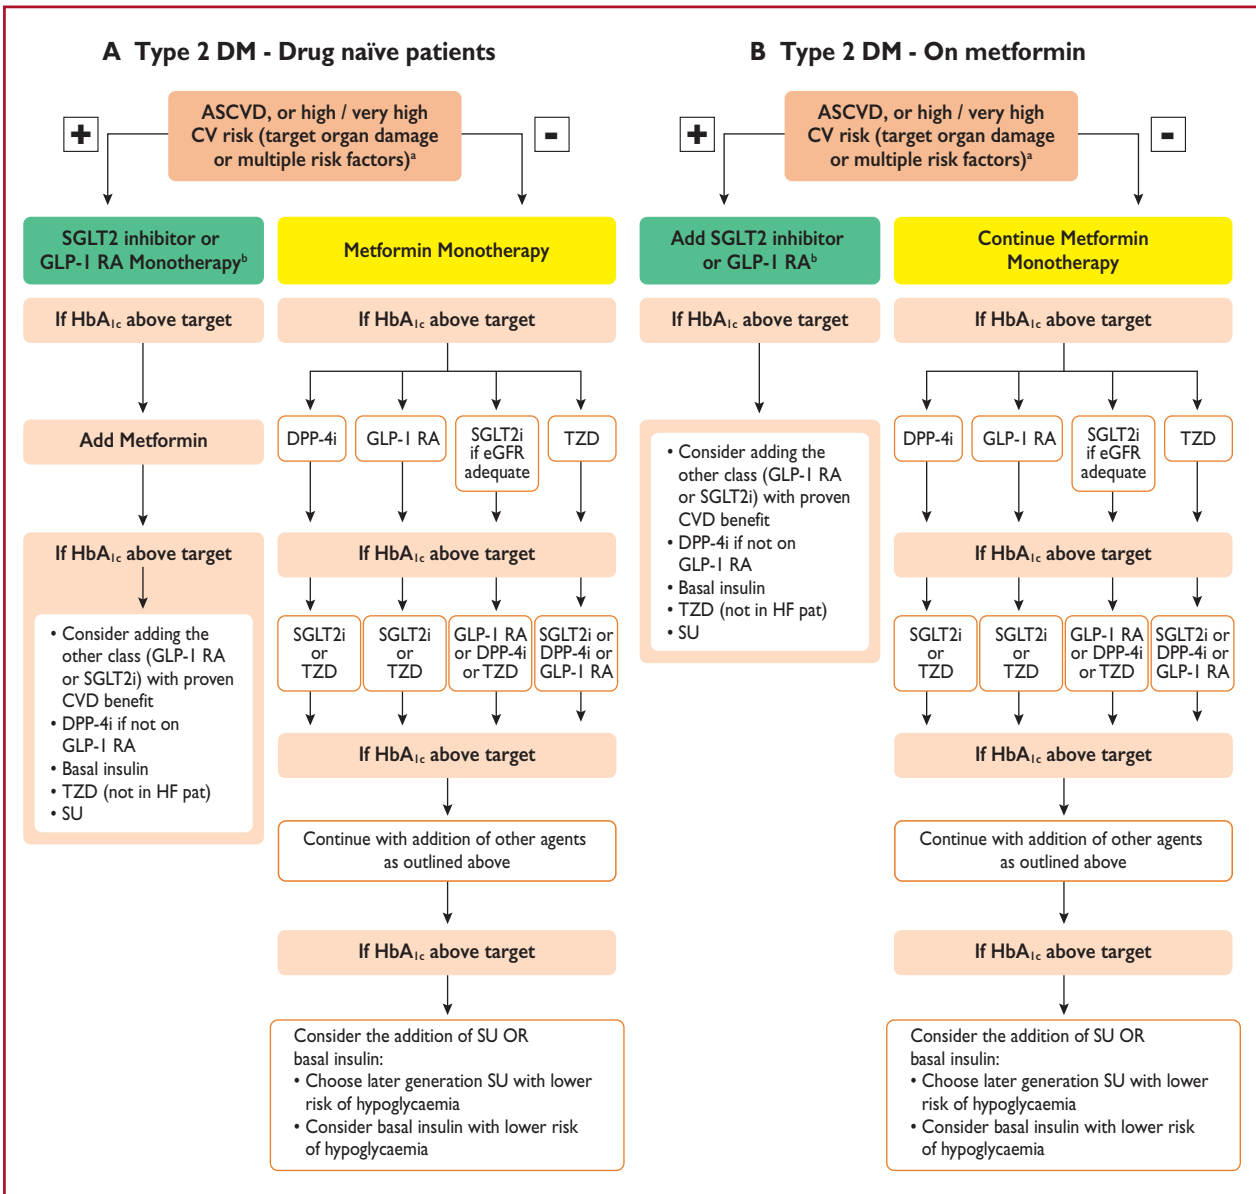 A Type 2 DM - Drug naïve patients
+
ASCVD, or high / very high
CV risk (target organ damage
or multiple risk factors)ᵃ
-
SGLT2 inhibitor or
GLP-1 RA Monotherapyᵇ
If HbA1c above target
Add Metformin
If HbA1c above target
• Consider adding the
other class (GLP-1 RA
or SGLT2i) with proven
CVD benefit
• DPP-4i if not on
GLP-1 RA
• Basal insulin
• TZD (not in HF pat)
• SU
Metformin Monotherapy
If HbA1c above target
DPP-4i
GLP-1 RA
SGLT2i
if eGFR
adequate
TZD
If HbA1c above target
SGLT2i
or
TZD
SGLT2i
or
TZD
GLP-1 RA
or DPP-4i
or TZD
SGLT2i or
DPP-4i or
GLP-1 RA
If HbA1c above target
Continue with addition of other agents
as outlined above
If HbA1c above target
Consider the addition of SU OR
basal insulin:
• Choose later generation SU with lower
risk of hypoglycaemia
• Consider basal insulin with lower risk
of hypoglycaemia
B Type 2 DM - On metformin
+
ASCVD, or high / very high
CV risk (target organ damage
or multiple risk factors)ᵃ
-
Add SGLT2 inhibitor
or GLP-1 RAᵇ
If HbA1c above target
• Consider adding the
other class (GLP-1 RA
or SGLT2i) with proven
CVD benefit
• DPP-4i if not on
GLP-1 RA
• Basal insulin
• TZD (not in HF pat)
• SU
Continue Metformin
Monotherapy
If HbA1c above target
DPP-4i
GLP-1 RA
SGLT2i
if eGFR
adequate
TZD
If HbA1c above target
SGLT2i
or
TZD
SGLT2i
or
TZD
GLP-1 RA
or DPP-4i
or TZD
SGLT2i or
DPP-4i or
GLP-1 RA
If HbA1c above target
Continue with addition of other agents
as outlined above
If HbA1c above target
Consider the addition of SU OR
basal insulin:
• Choose later generation SU with lower
risk of hypoglycaemia
• Consider basal insulin with lower risk
of hypoglycaemia